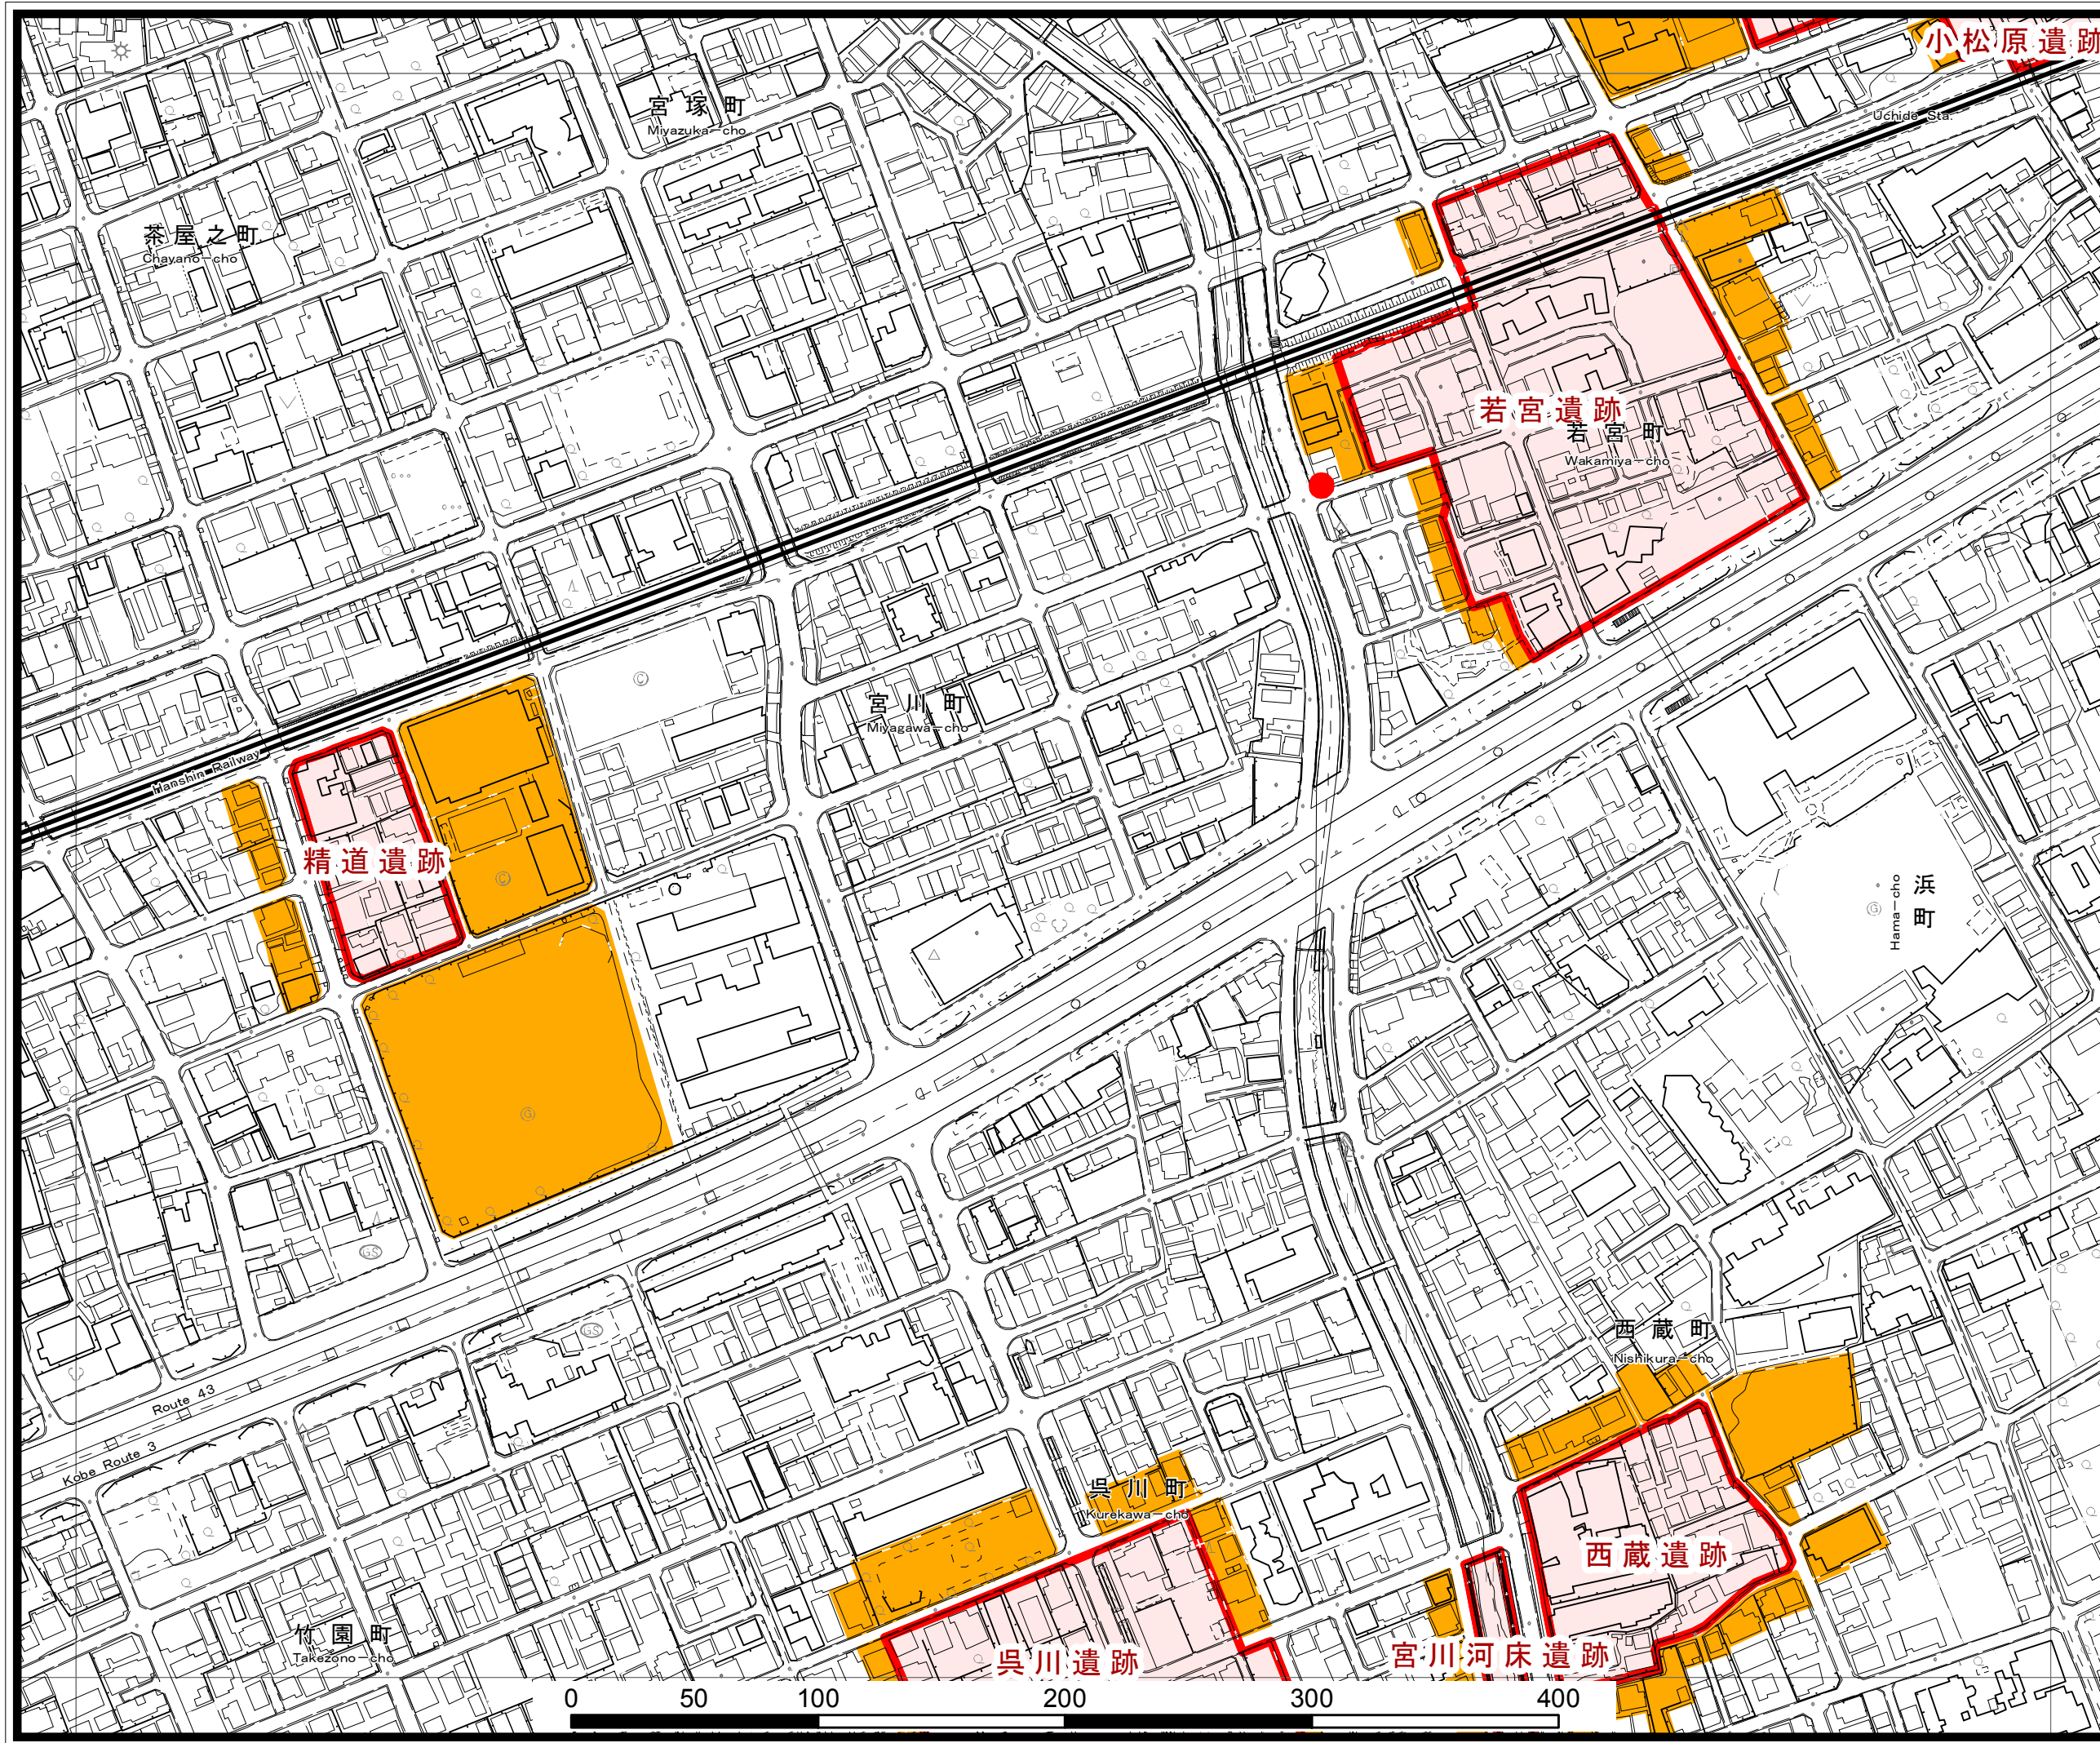 小松原遺跡
宮塚町
Miyazuka-cho
Uchide Sta.
茶屋之町
Chayano-cho
若宮遺跡
若宮町
Wakamiya-cho
宮川町
Miyagawa-cho
Hanshin Railway
精道遺跡
浜町
Hama-cho
西蔵町
Nishikura-cho
Route 43
Kobe Route 3
呉川町
Kurekawa-cho
西蔵遺跡
竹園町
Takezono-cho
呉川遺跡
宮川河床遺跡
0 50 100 200 300 400
C
C
G
G
GS
GS